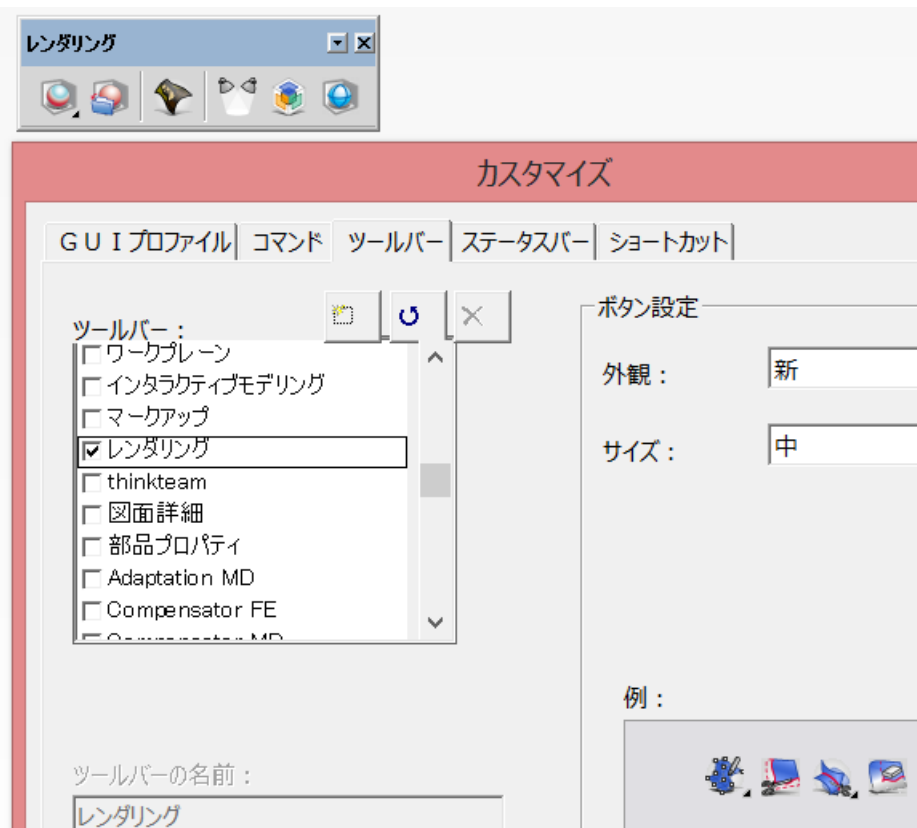 レンダリング
カスタマイズ
ＧＵＩプロファイル コマンド ツールバー ステータスバー ショートカット
ツールバー：
ワークプレーン
インタラクティブモデリング
マークアップ
レンダリング
thinkteam
図面詳細
部品プロパティ
Adaptation MD
Compensator FE
Compensator MD
ツールバーの名前：
レンダリング
ボタン設定
外観： 新
サイズ： 中
例：